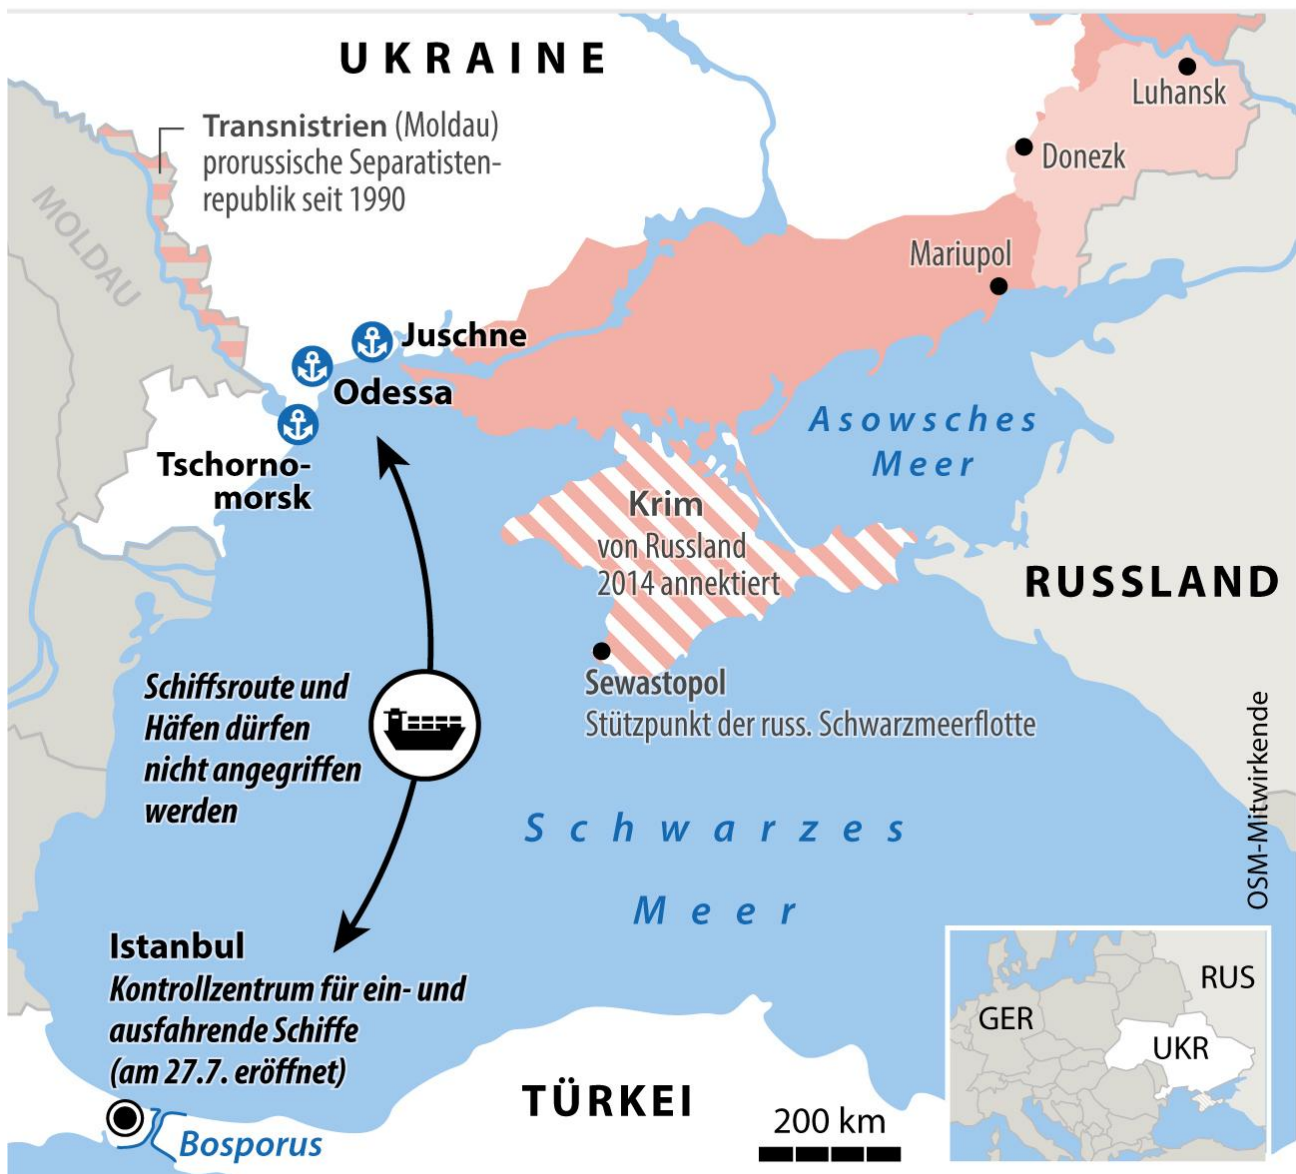 UKRAINE
Transnistrien (Moldau)
prorussische Separatisten-
republik seit 1990
MOLDAU
Luhansk
Donezk
Mariupol
Juschne
Odessa
Tschorno-
morsk
Asowsches
Meer
Krim
von Russland
2014 annektiert
RUSSLAND
Sewastopol
Stützpunkt der russ. Schwarzmeerflotte
Schiffsroute und
Häfen dürfen
nicht angegriffen
werden
Schwarzes
Meer
OSM-Mitwirkende
Istanbul
Kontrollzentrum für ein- und
ausfahrende Schiffe
(am 27.7. eröffnet)
Bosporus
TÜRKEI
200 km
GER
RUS
UKR